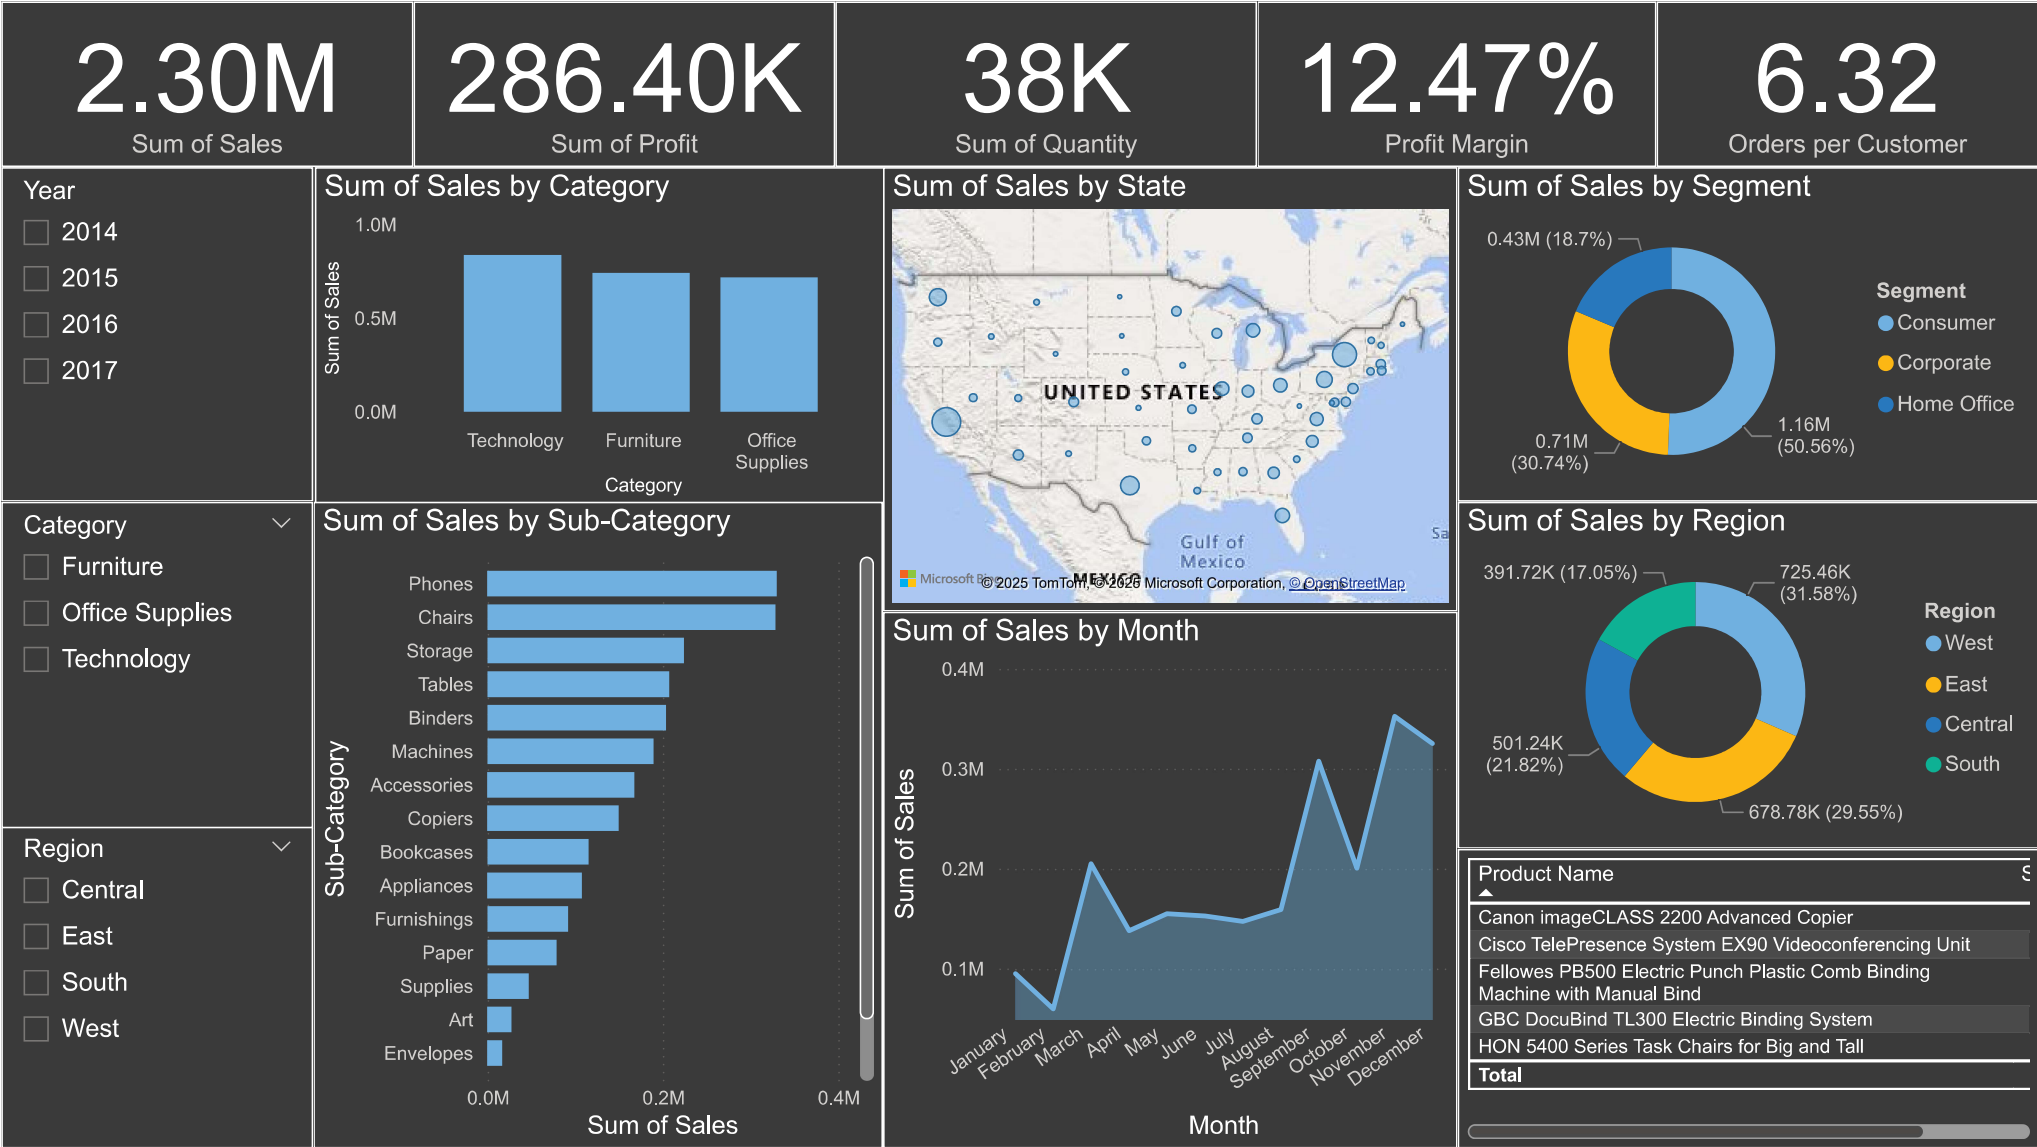 2.30M
Sum of Sales
286.40K
Sum of Profit
38K
Sum of Quantity
12.47%
Profit Margin
6.32
Orders per Customer
Year
2014
2015
2016
2017
Category
Furniture
Office Supplies
Technology
Region
Central
East
South
West
Sum of Sales by Category
Sum of Sales
1.0M
0.5M
0.0M
Technology
Furniture
Office
Supplies
Category
Sum of Sales by Sub-Category
Sub-Category
Phones
Chairs
Storage
Tables
Binders
Machines
Accessories
Copiers
Bookcases
Appliances
Furnishings
Paper
Supplies
Art
Envelopes
0.0M
0.2M
0.4M
Sum of Sales
Sum of Sales by State
UNITED STATES
Gulf of
Mexico
Sa
MEXICO
Microsoft Bing
© 2025 TomTom, © 2025 Microsoft Corporation, © OpenStreetMap
Sum of Sales by Month
Sum of Sales
0.4M
0.3M
0.2M
0.1M
January
February
March
April
May
June
July
August
September
October
November
December
Month
Sum of Sales by Segment
0.43M (18.7%)
0.71M
(30.74%)
1.16M
(50.56%)
Segment
Consumer
Corporate
Home Office
Sum of Sales by Region
391.72K (17.05%)
725.46K
(31.58%)
501.24K
(21.82%)
678.78K (29.55%)
Region
West
East
Central
South
Product Name
S
Canon imageCLASS 2200 Advanced Copier
Cisco TelePresence System EX90 Videoconferencing Unit
Fellowes PB500 Electric Punch Plastic Comb Binding
Machine with Manual Bind
GBC DocuBind TL300 Electric Binding System
HON 5400 Series Task Chairs for Big and Tall
Total